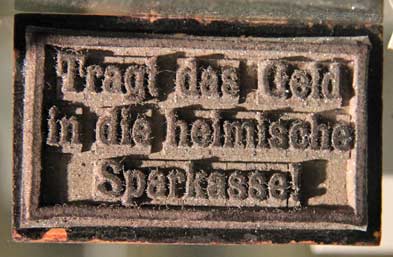 Tragt das Geld
in die heimische
Sparkasse!